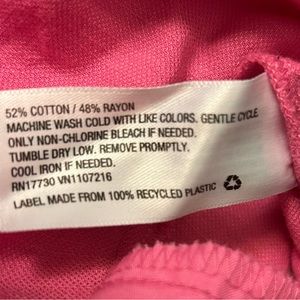 52% COTTON / 48% RAYON
MACHINE WASH COLD WITH LIKE COLORS. GENTLE CYCLE
ONLY NON-CHLORINE BLEACH IF NEEDED.
TUMBLE DRY LOW. REMOVE PROMPTLY.
COOL IRON IF NEEDED.
RN17730 VN1107216
LABEL MADE FROM 100% RECYCLED PLASTIC